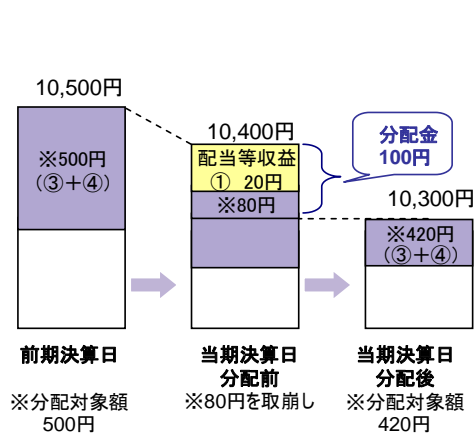 10,500円
※500円
（③＋④）
前期決算日
※分配対象額
500円
10,400円
配当等収益
① 20円
※80円
当期決算日
分配前
※80円を取崩し
分配金
100円
10,300円
※420円
（③＋④）
当期決算日
分配後
※分配対象額
420円